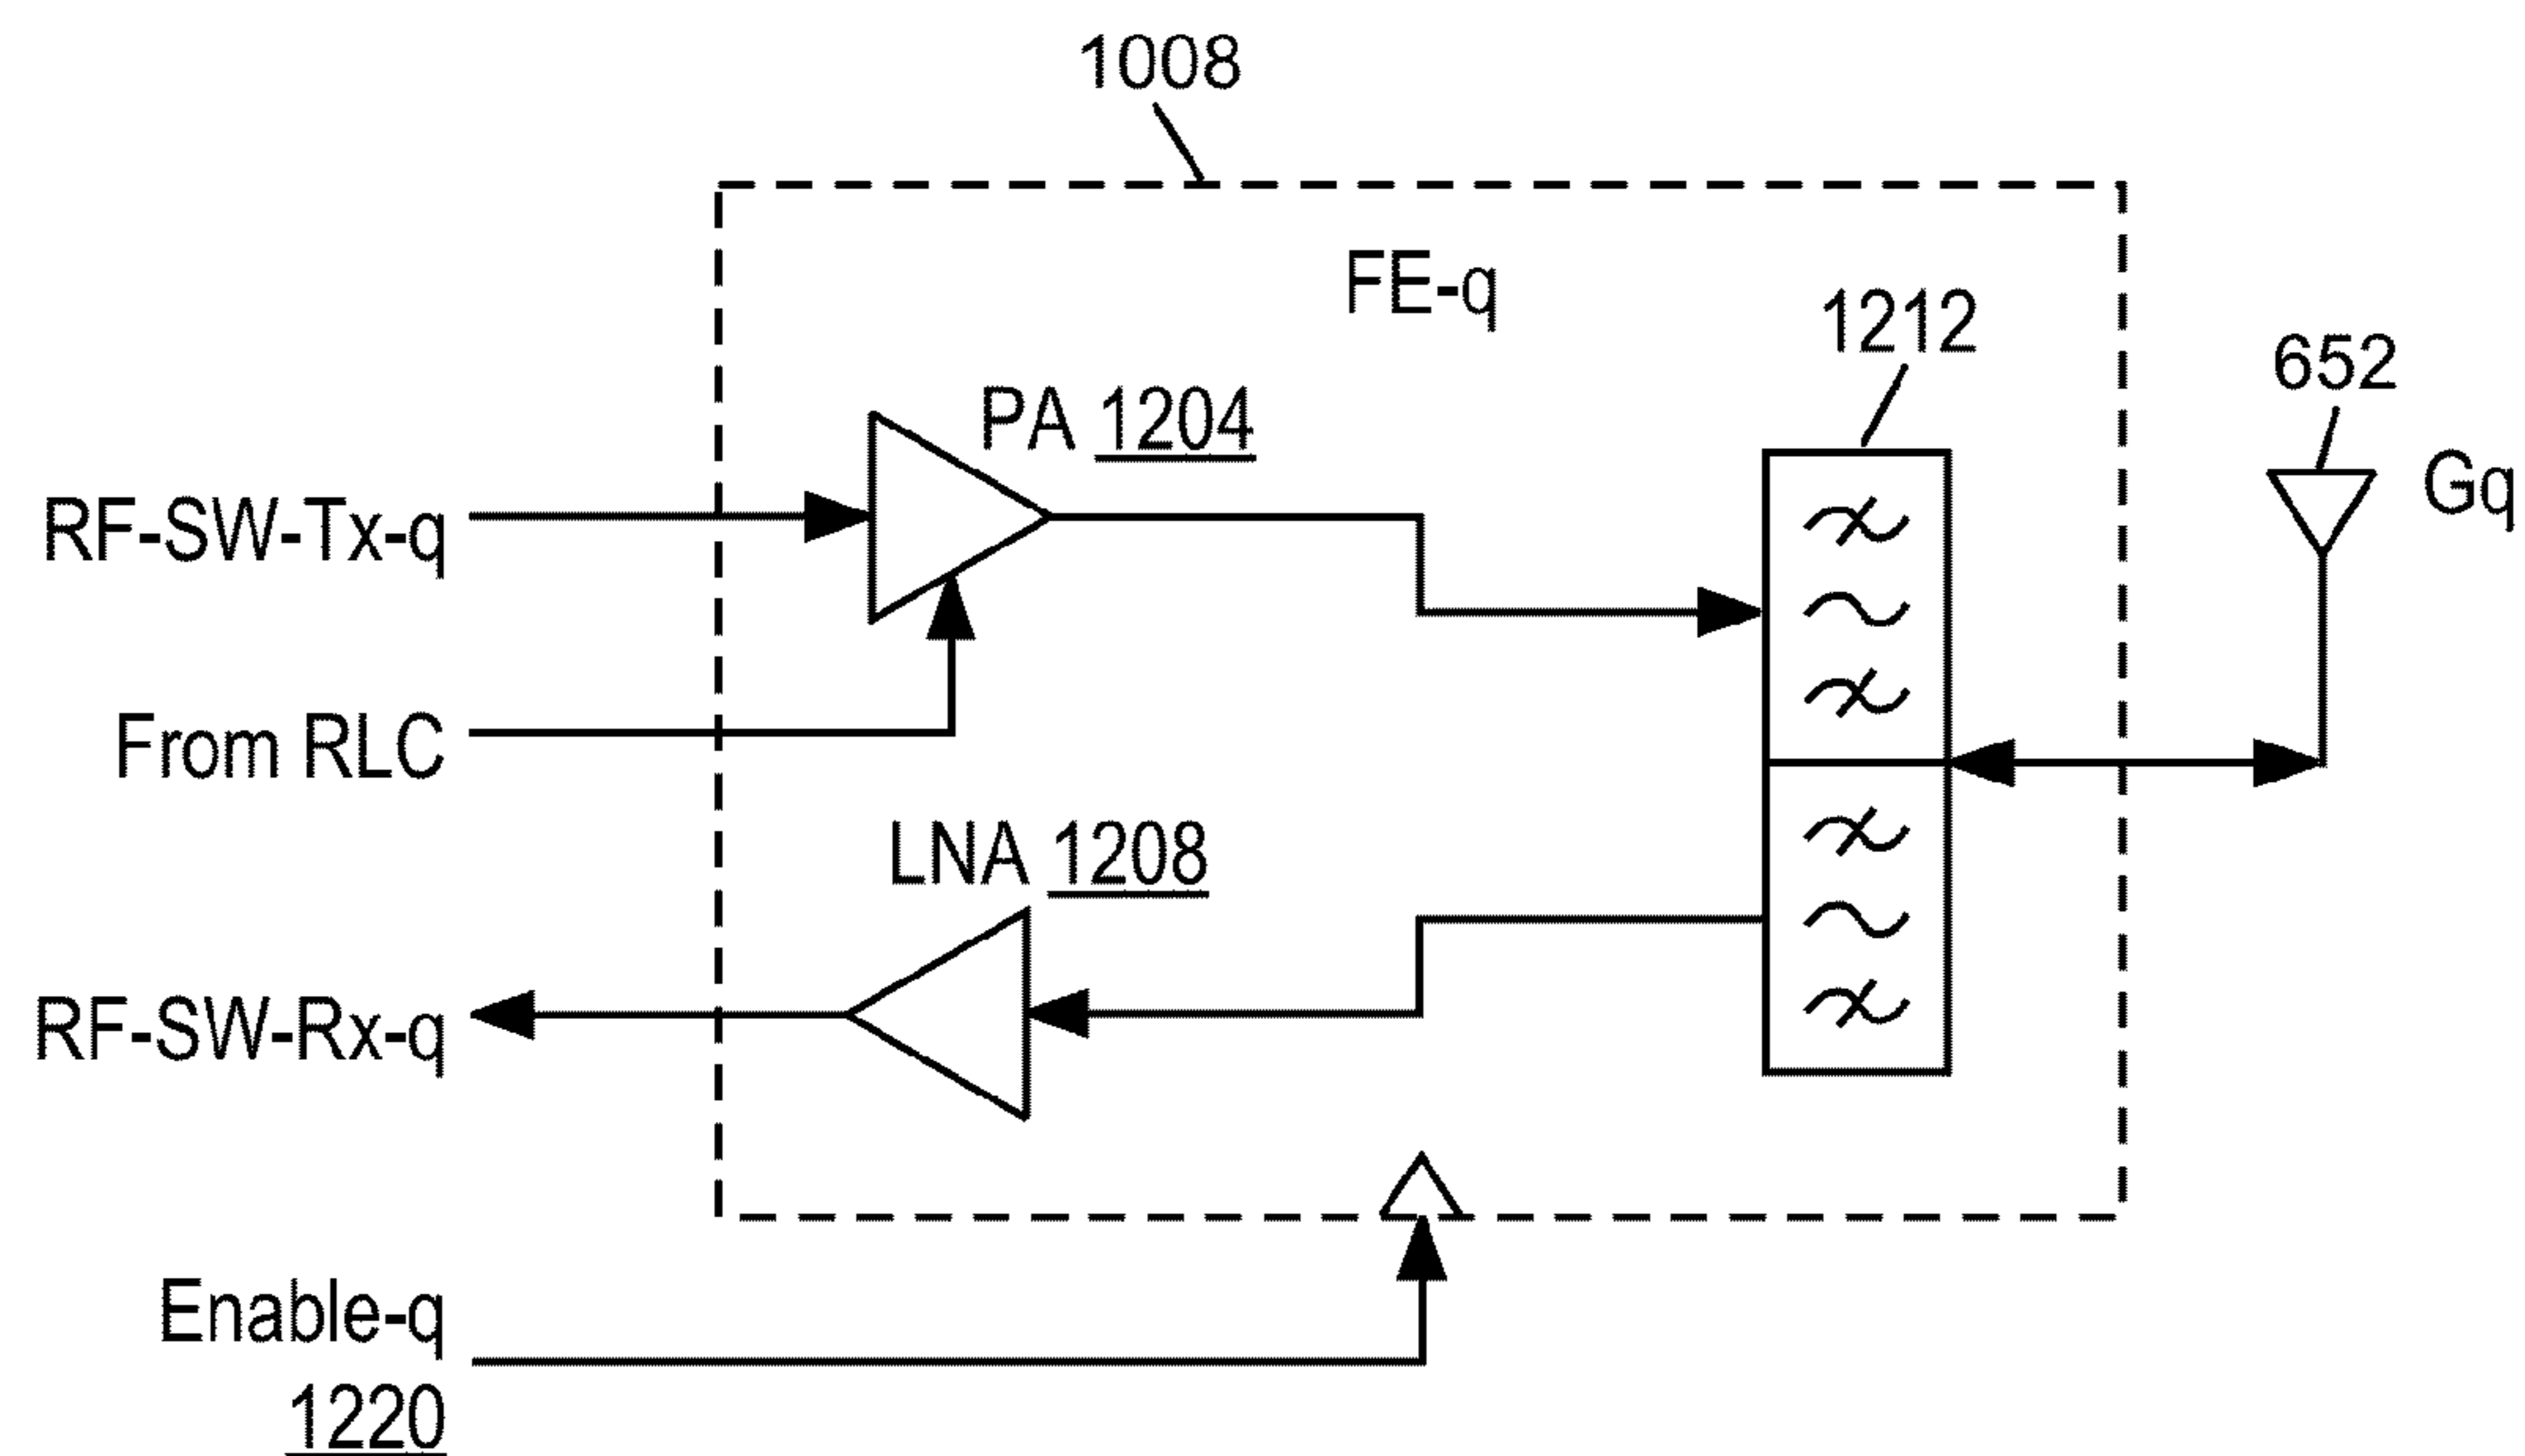 1008
FE-q
1212
652
Gq
PA 1204
RF-SW-Tx-q
From RLC
LNA 1208
RF-SW-Rx-q
Enable-q
1220